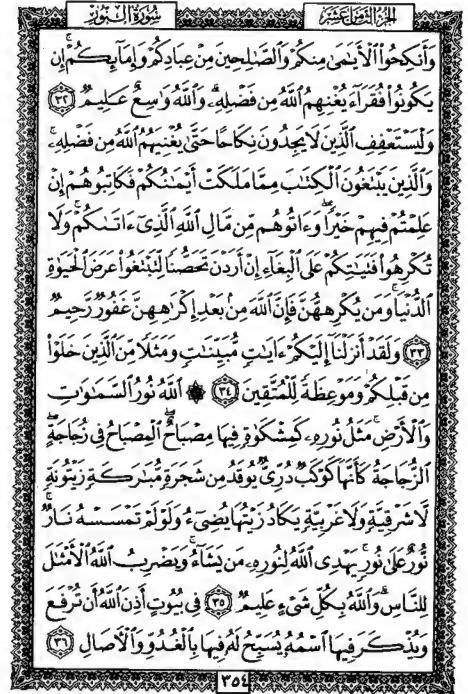 الجزء الثامن عشر
سورة النور
وَأَنكِحُوا۟ ٱلْأَيَـٰمَىٰ مِنكُمْ وَٱلصَّـٰلِحِينَ مِنْ عِبَادِكُمْ وَإِمَآئِكُمْ ۚ إِن
يَكُونُوا۟ فُقَرَآءَ يُغْنِهِمُ ٱللَّهُ مِن فَضْلِهِۦ ۗ وَٱللَّهُ وَٰسِعٌ عَلِيمٌ ﴿٣٢﴾
وَلْيَسْتَعْفِفِ ٱلَّذِينَ لَا يَجِدُونَ نِكَاحًا حَتَّىٰ يُغْنِيَهُمُ ٱللَّهُ مِن فَضْلِهِۦ ۗ
وَٱلَّذِينَ يَبْتَغُونَ ٱلْكِتَـٰبَ مِمَّا مَلَكَتْ أَيْمَـٰنُكُمْ فَكَاتِبُوهُمْ إِنْ
عَلِمْتُمْ فِيهِمْ خَيْرًا ۖ وَءَاتُوهُم مِّن مَّالِ ٱللَّهِ ٱلَّذِىٓ ءَاتَىٰكُمْ ۚ وَلَا
تُكْرِهُوا۟ فَتَيَـٰتِكُمْ عَلَى ٱلْبِغَآءِ إِنْ أَرَدْنَ تَحَصُّنًا لِّتَبْتَغُوا۟ عَرَضَ ٱلْحَيَوٰةِ
ٱلدُّنْيَا ۚ وَمَن يُكْرِههُّنَّ فَإِنَّ ٱللَّهَ مِنۢ بَعْدِ إِكْرَٰهِهِنَّ غَفُورٌ رَّحِيمٌ
﴿٣٣﴾ وَلَقَدْ أَنزَلْنَآ إِلَيْكُمْ ءَايَـٰتٍ مُّبَيِّنَـٰتٍ وَمَثَلًا مِّنَ ٱلَّذِينَ خَلَوْا۟
مِن قَبْلِكُمْ وَمَوْعِظَةً لِّلْمُتَّقِينَ ﴿٣٤﴾ ۞ ٱللَّهُ نُورُ ٱلسَّمَـٰوَٰتِ
وَٱلْأَرْضِ ۚ مَثَلُ نُورِهِۦ كَمِشْكَوٰةٍ فِيهَا مِصْبَاحٌ ۖ ٱلْمِصْبَاحُ فِى زُجَاجَةٍ ۖ
ٱلزُّجَاجَةُ كَأَنَّهَا كَوْكَبٌ دُرِّىٌّ يُوقَدُ مِن شَجَرَةٍ مُّبَـٰرَكَةٍ زَيْتُونَةٍ
لَّا شَرْقِيَّةٍ وَلَا غَرْبِيَّةٍ يَكَادُ زَيْتُهَا يُضِىٓءُ وَلَوْ لَمْ تَمْسَسْهُ نَارٌ ۚ
نُّورٌ عَلَىٰ نُورٍ ۗ يَهْدِى ٱللَّهُ لِنُورِهِۦ مَن يَشَآءُ ۚ وَيَضْرِبُ ٱللَّهُ ٱلْأَمْثَـٰلَ
لِلنَّاسِ ۗ وَٱللَّهُ بِكُلِّ شَىْءٍ عَلِيمٌ ﴿٣٥﴾ فِى بُيُوتٍ أَذِنَ ٱللَّهُ أَن تُرْفَعَ
وَيُذْكَرَ فِيهَا ٱسْمُهُۥ يُسَبِّحُ لَهُۥ فِيهَا بِٱلْغُدُوِّ وَٱلْـَٔاصَالِ ﴿٣٦﴾
٣٥٤